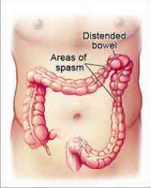 Distended
bowel
Areas of
spasm